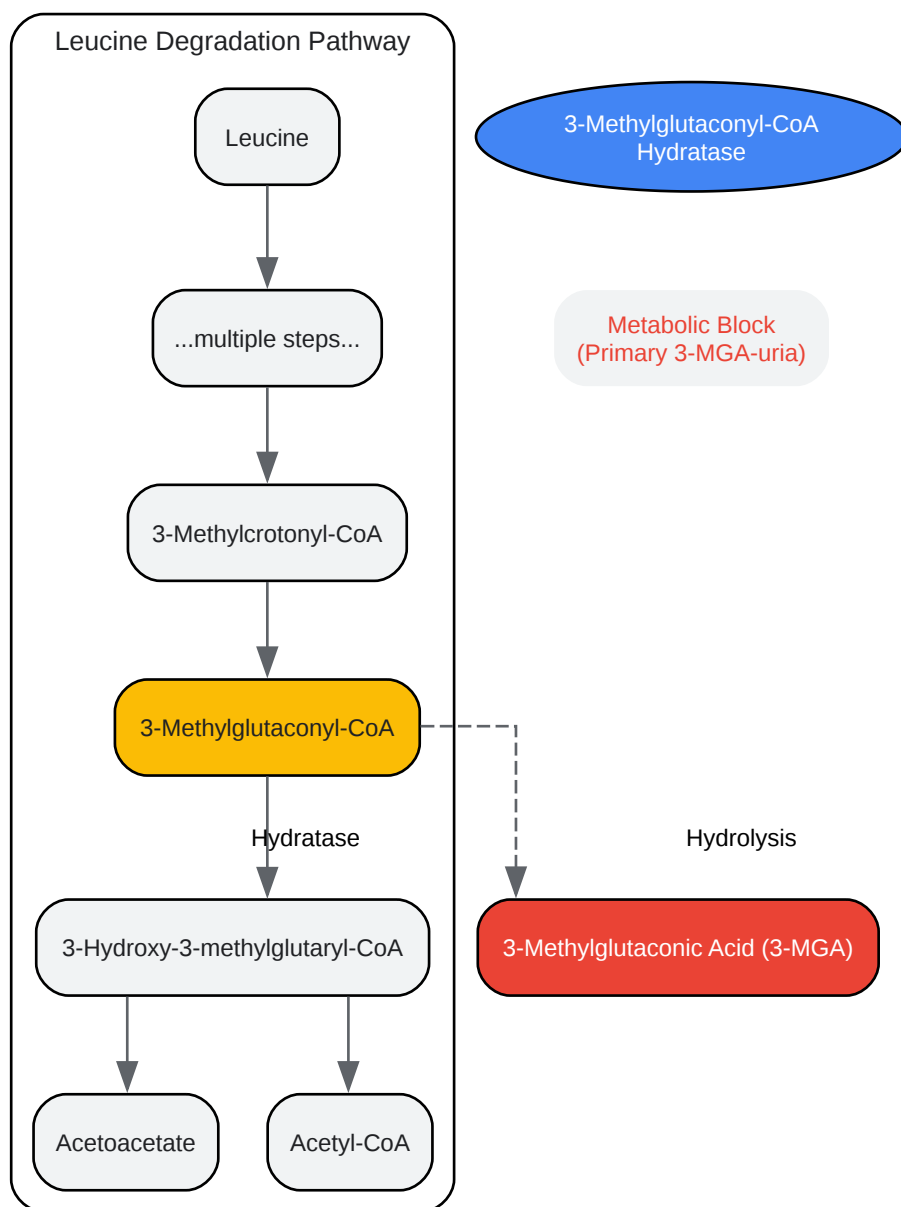 Leucine Degradation Pathway
Leucine
3-Methylglutaconyl-CoA
Hydratase
...multiple steps...
Metabolic Block
(Primary 3-MGA-uria)
3-Methylcrotonyl-CoA
3-Methylglutaconyl-CoA
Hydratase
Hydrolysis
3-Hydroxy-3-methylglutaryl-CoA
3-Methylglutaconic Acid (3-MGA)
Acetoacetate
Acetyl-CoA